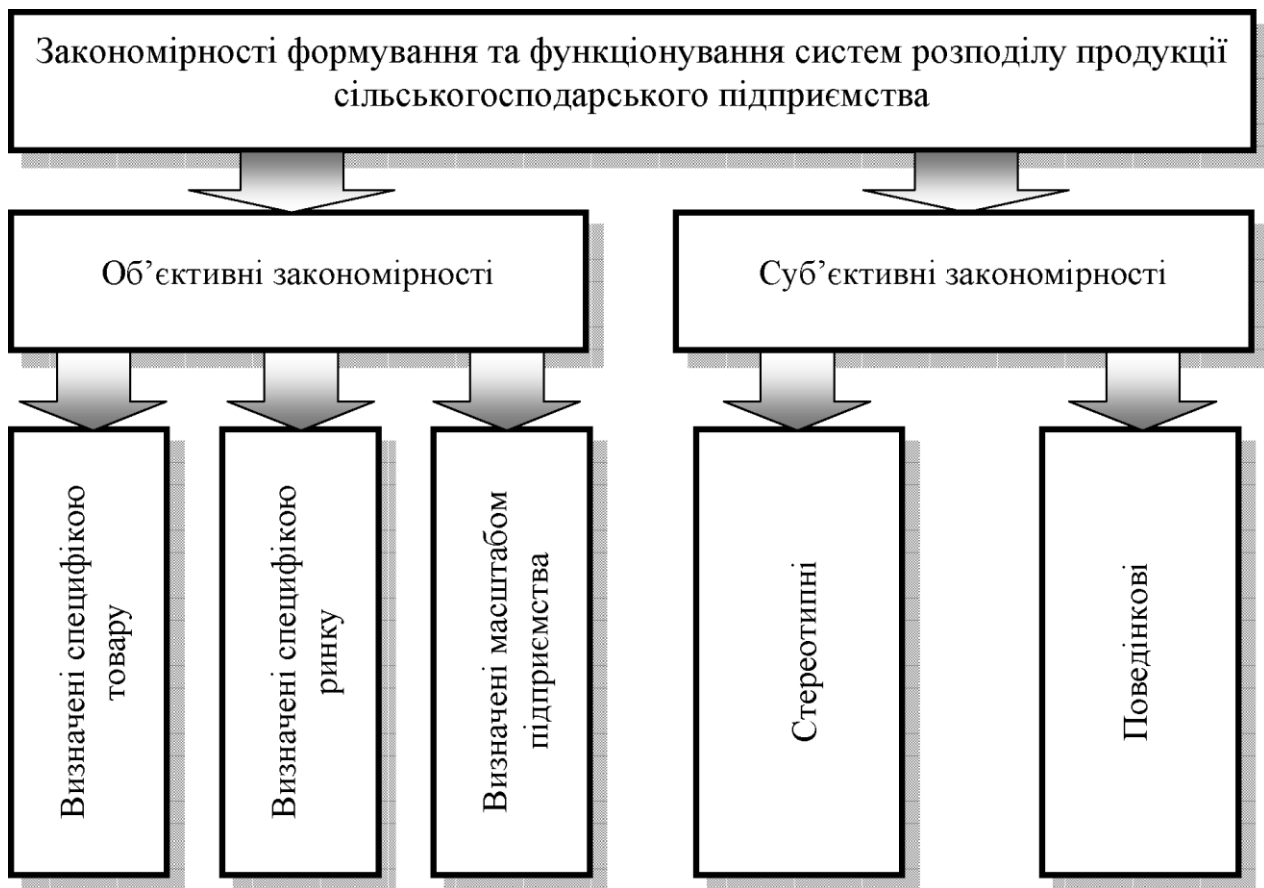 Закономірності формування та функціонування систем розподілу продукції
сільськогосподарського підприємства
Об’єктивні закономірності
Суб’єктивні закономірності
Визначені специфікою
товару
Визначені специфікою
ринку
Визначені масштабом
підприємства
Стереотипні
Поведінкові